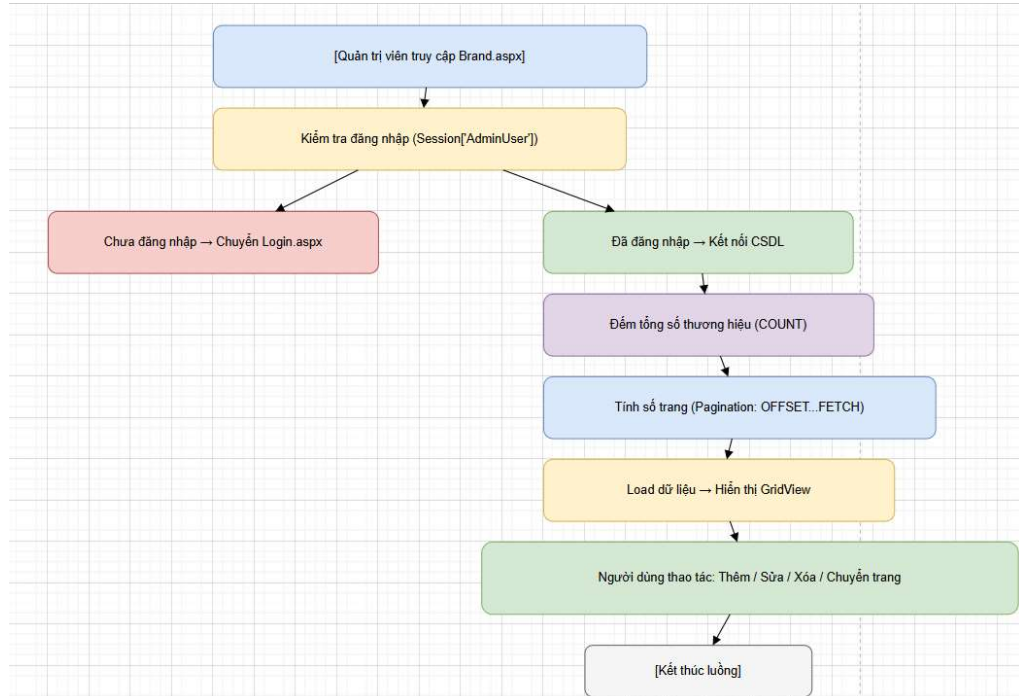 [Quản trị viên truy cập Brand.aspx]
Kiểm tra đăng nhập (Session['AdminUser'])
Chưa đăng nhập → Chuyển Login.aspx
Đã đăng nhập → Kết nối CSDL
Đếm tổng số thương hiệu (COUNT)
Tính số trang (Pagination: OFFSET...FETCH)
Load dữ liệu → Hiển thị GridView
Người dùng thao tác: Thêm / Sửa / Xóa / Chuyển trang
[Kết thúc luồng]